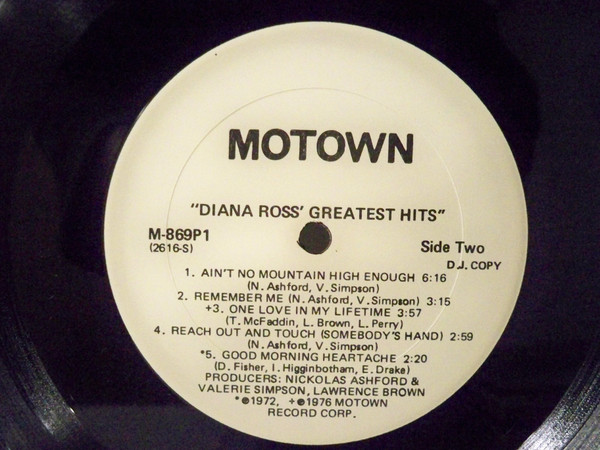 MOTOWN
"DIANA ROSS' GREATEST HITS"
M-869P1
(2616-S)
Side Two
D.J. COPY
1. AIN'T NO MOUNTAIN HIGH ENOUGH 6:16
(N. Ashford, V. Simpson)
2. REMEMBER ME (N. Ashford, V. Simpson) 3:15
+3. ONE LOVE IN MY LIFETIME 3:57
(T. McFaddin, L. Brown, L. Perry)
4. REACH OUT AND TOUCH (SOMEBODY'S HAND) 2:59
(N. Ashford, V. Simpson)
*5. GOOD MORNING HEARTACHE 2:20
(D. Fisher, I. Higginbotham, E. Drake)
PRODUCERS: NICKOLAS ASHFORD &
VALERIE SIMPSON, LAWRENCE BROWN
*℗1972, +℗1976 MOTOWN
RECORD CORP.